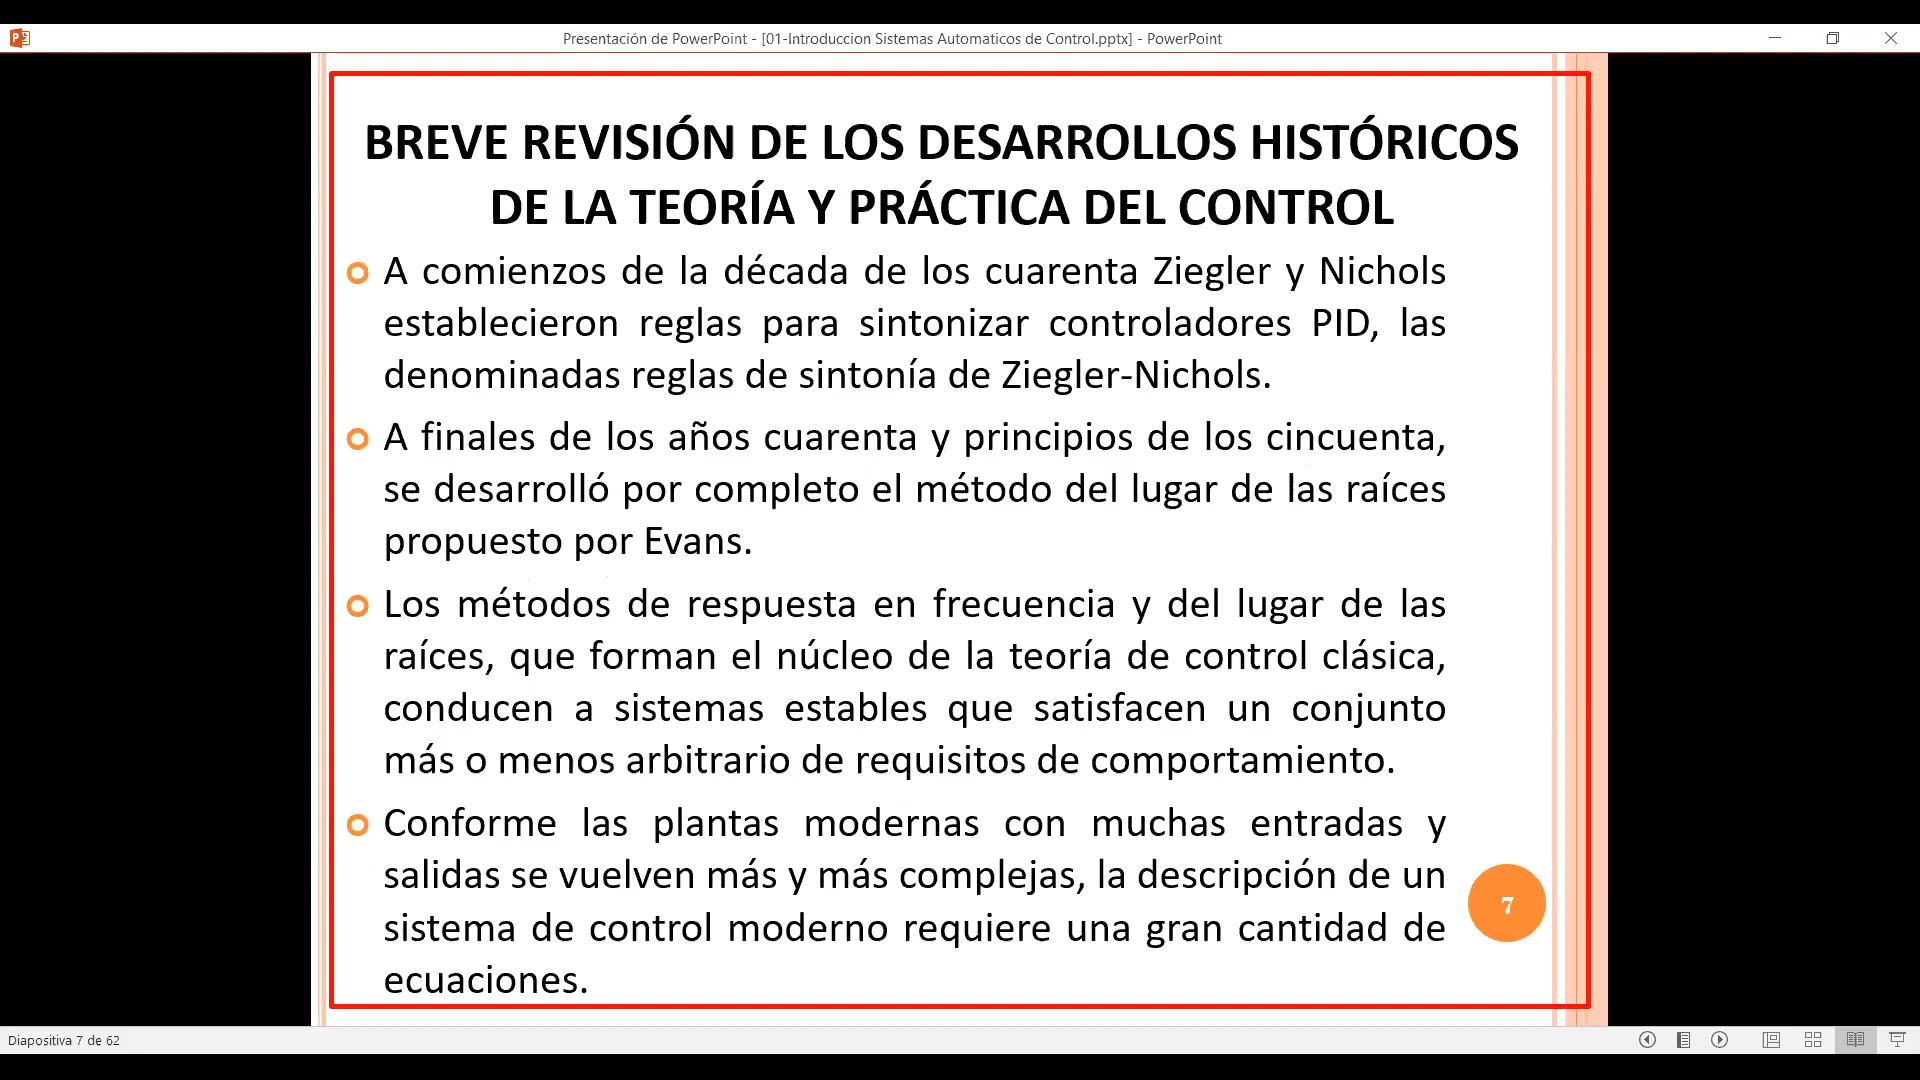 Presentación de PowerPoint - [01-Introduccion Sistemas Automaticos de Control.pptx] - PowerPoint
BREVE REVISIÓN DE LOS DESARROLLOS HISTÓRICOS
DE LA TEORÍA Y PRÁCTICA DEL CONTROL
A comienzos de la década de los cuarenta Ziegler y Nichols
establecieron reglas para sintonizar controladores PID, las
denominadas reglas de sintonía de Ziegler-Nichols.
A finales de los años cuarenta y principios de los cincuenta,
se desarrolló por completo el método del lugar de las raíces
propuesto por Evans.
Los métodos de respuesta en frecuencia y del lugar de las
raíces, que forman el núcleo de la teoría de control clásica,
conducen a sistemas estables que satisfacen un conjunto
más o menos arbitrario de requisitos de comportamiento.
Conforme las plantas modernas con muchas entradas y
salidas se vuelven más y más complejas, la descripción de un
sistema de control moderno requiere una gran cantidad de
ecuaciones.
7
Diapositiva 7 de 62